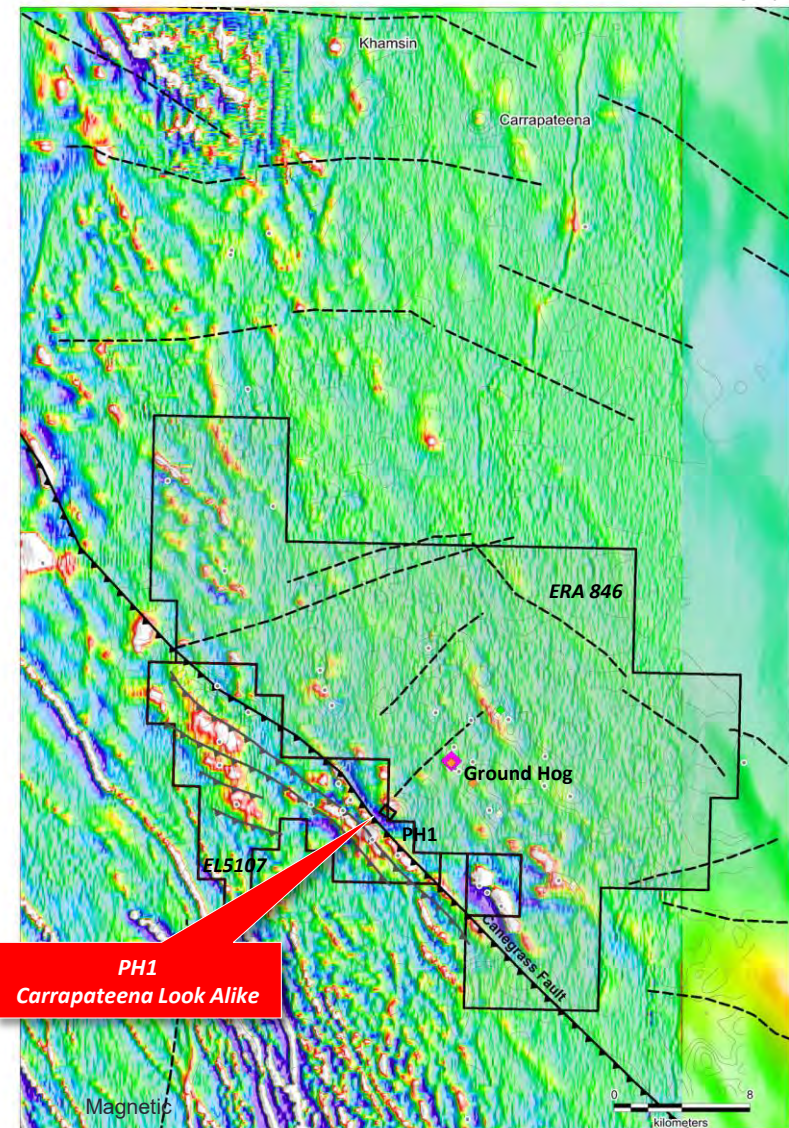 Khamsin
Carrapateena
ERA 846
Ground Hog
PH1
EL5107
Canegrass Fault
PH1
Carrapateena Look Alike
Magnetic
0 8
kilometers